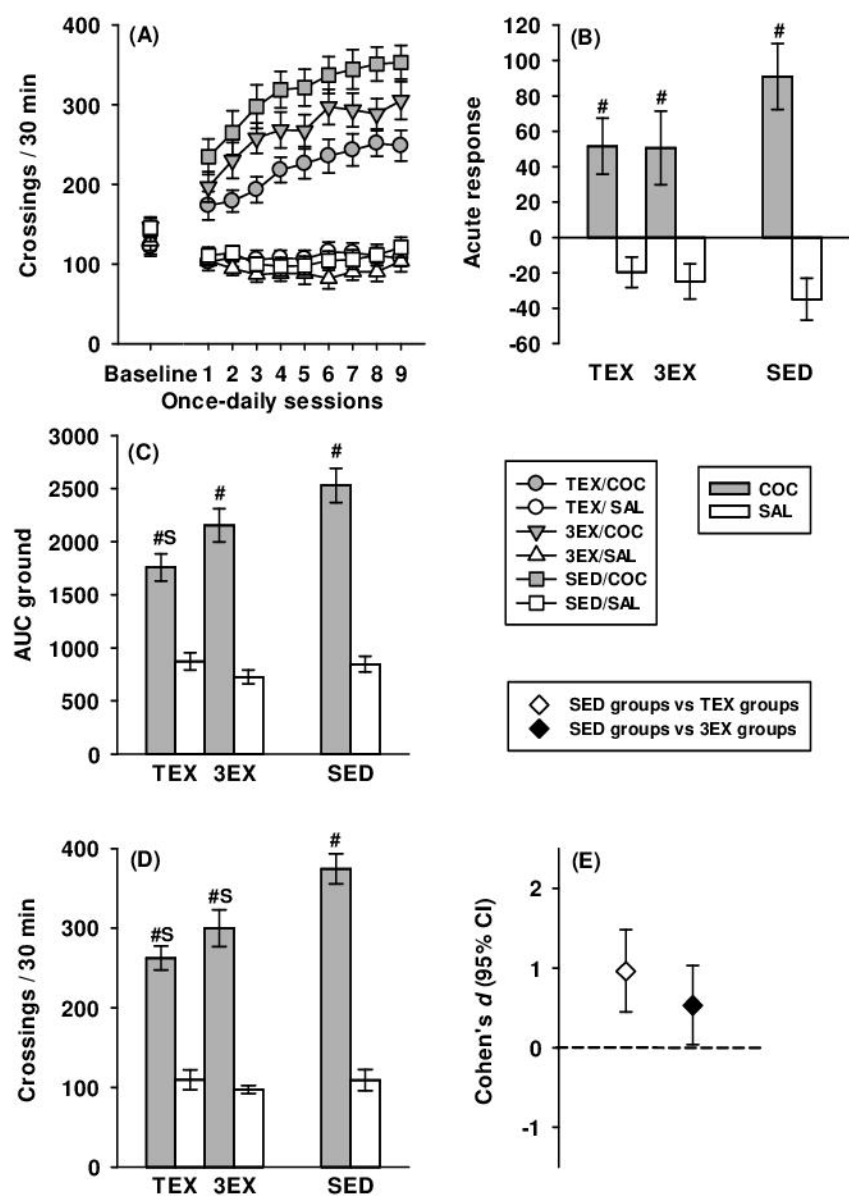 (A)
Crossings / 30 min
400
300
200
100
0
Baseline 1 2 3 4 5 6 7 8 9
Once-daily sessions
(B)
Acute response
120
100
80
60
40
20
0
-20
-40
-60
# # #
TEX 3EX SED
(C)
AUC ground
3000
2500
2000
1500
1000
500
0
#S # #
TEX 3EX SED
TEX/COC
TEX/ SAL
3EX/COC
3EX/SAL
SED/COC
SED/SAL
COC
SAL
SED groups vs TEX groups
SED groups vs 3EX groups
(D)
Crossings / 30 min
400
300
200
100
0
#S #S #
TEX 3EX SED
(E)
Cohen's d (95% CI)
2
1
0
-1